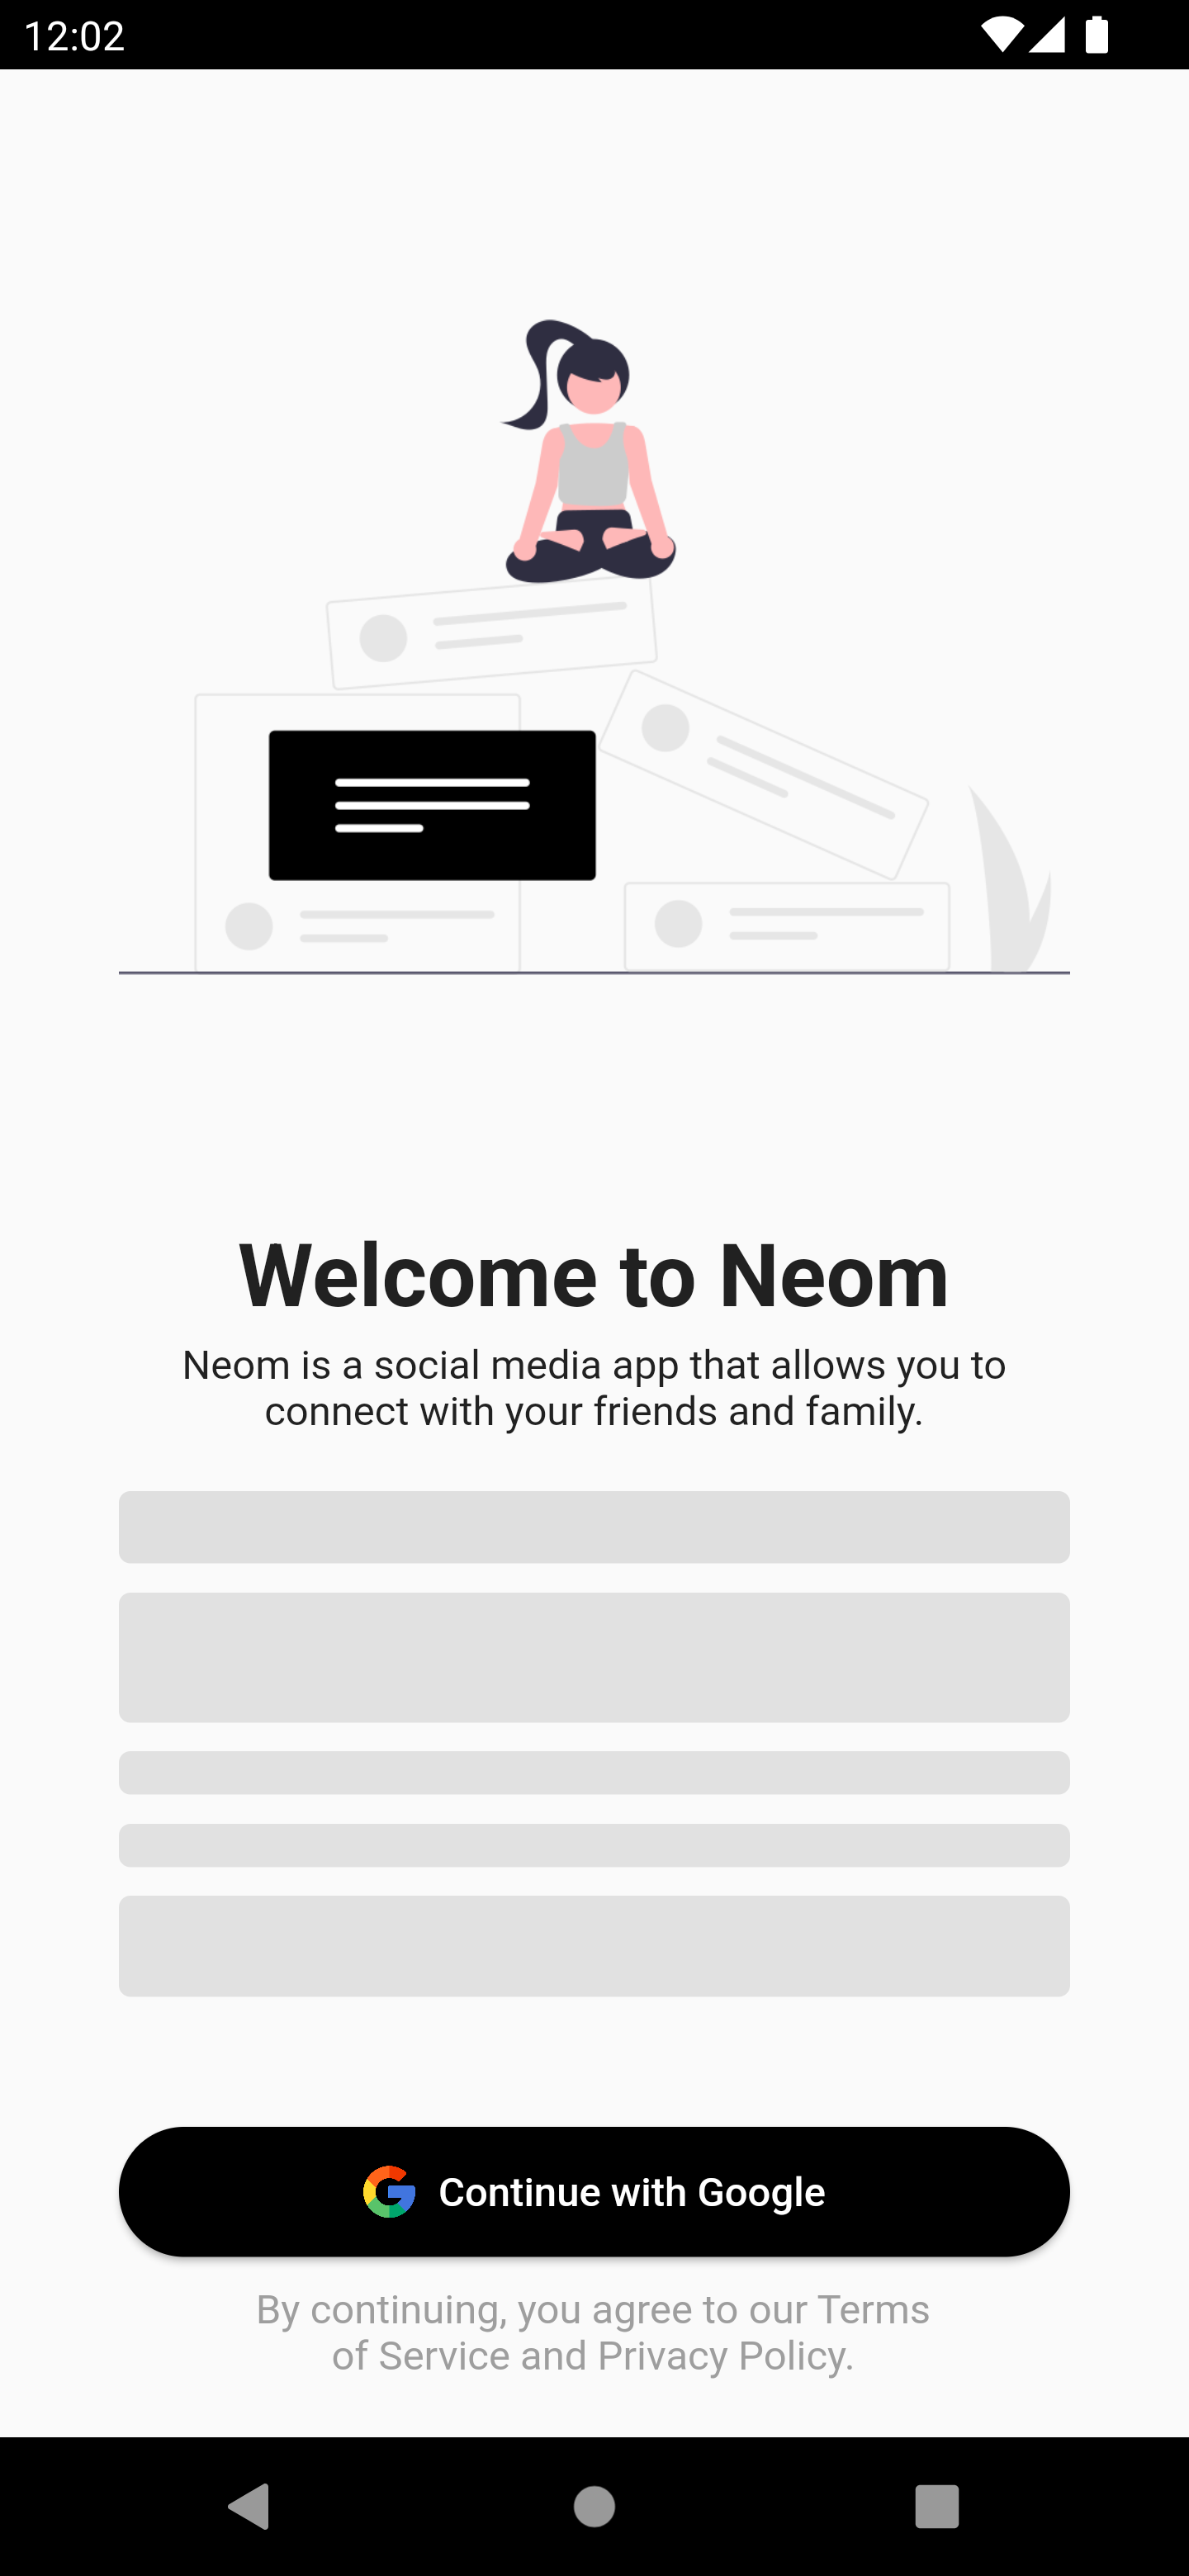 12:02
Welcome to Neom
Neom is a social media app that allows you to
connect with your friends and family.
Continue with Google
By continuing, you agree to our Terms
of Service and Privacy Policy.